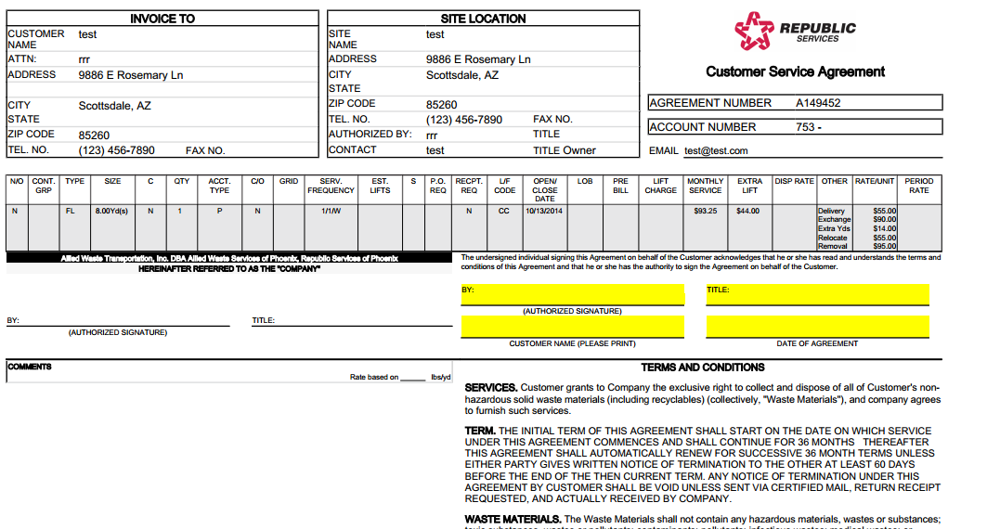 INVOICE TO
CUSTOMER NAME test
ATTN: rrr
ADDRESS 9886 E Rosemary Ln
CITY Scottsdale, AZ
STATE
ZIP CODE 85260
TEL. NO. (123) 456-7890 FAX NO.
SITE LOCATION
SITE NAME test
ADDRESS 9886 E Rosemary Ln
CITY Scottsdale, AZ
STATE
ZIP CODE 85260
TEL. NO. (123) 456-7890 FAX NO.
AUTHORIZED BY: rrr TITLE
CONTACT test TITLE Owner
REPUBLIC
SERVICES
Customer Service Agreement
AGREEMENT NUMBER A149452
ACCOUNT NUMBER 753 -
EMAIL test@test.com
N/O CONT. GRP TYPE SIZE C QTY ACCT. TYPE C/O GRID SERV. FREQUENCY EST. LIFTS S P.O. REQ RECPT. REQ L/F CODE OPEN/ CLOSE DATE LOB PRE BILL LIFT CHARGE MONTHLY SERVICE EXTRA LIFT DISP RATE OTHER RATE/UNIT PERIOD RATE
N FL 8.00Yd(s) N 1 P N 1/1/W N CC 10/13/2014 $93.25 $44.00 Delivery $55.00
Exchange $90.00
Extra Yds $14.00
Relocate $55.00
Removal $95.00
Allied Waste Transportation, Inc. DBA Allied Waste Services of Phoenix, Republic Services of Phoenix
HEREINAFTER REFERRED TO AS THE "COMPANY"
BY: TITLE:
(AUTHORIZED SIGNATURE)
The undersigned individual signing this Agreement on behalf of the Customer acknowledges that he or she has read and understands the terms and
conditions of this Agreement and that he or she has the authority to sign the Agreement on behalf of the Customer.
BY: TITLE:
(AUTHORIZED SIGNATURE)
CUSTOMER NAME (PLEASE PRINT) DATE OF AGREEMENT
COMMENTS
Rate based on _____ lbs/yd
TERMS AND CONDITIONS
SERVICES. Customer grants to Company the exclusive right to collect and dispose of all of Customer's non-
hazardous solid waste materials (including recyclables) (collectively, "Waste Materials"), and company agrees
to furnish such services.
TERM. THE INITIAL TERM OF THIS AGREEMENT SHALL START ON THE DATE ON WHICH SERVICE
UNDER THIS AGREEMENT COMMENCES AND SHALL CONTINUE FOR 36 MONTHS THEREAFTER
THIS AGREEMENT SHALL AUTOMATICALLY RENEW FOR SUCCESSIVE 36 MONTH TERMS UNLESS
EITHER PARTY GIVES WRITTEN NOTICE OF TERMINATION TO THE OTHER AT LEAST 60 DAYS
BEFORE THE END OF THE THEN CURRENT TERM. ANY NOTICE OF TERMINATION UNDER THIS
AGREEMENT BY CUSTOMER SHALL BE VOID UNLESS SENT VIA CERTIFIED MAIL, RETURN RECEIPT
REQUESTED, AND ACTUALLY RECEIVED BY COMPANY.
WASTE MATERIALS. The Waste Materials shall not contain any hazardous materials, wastes or substances;